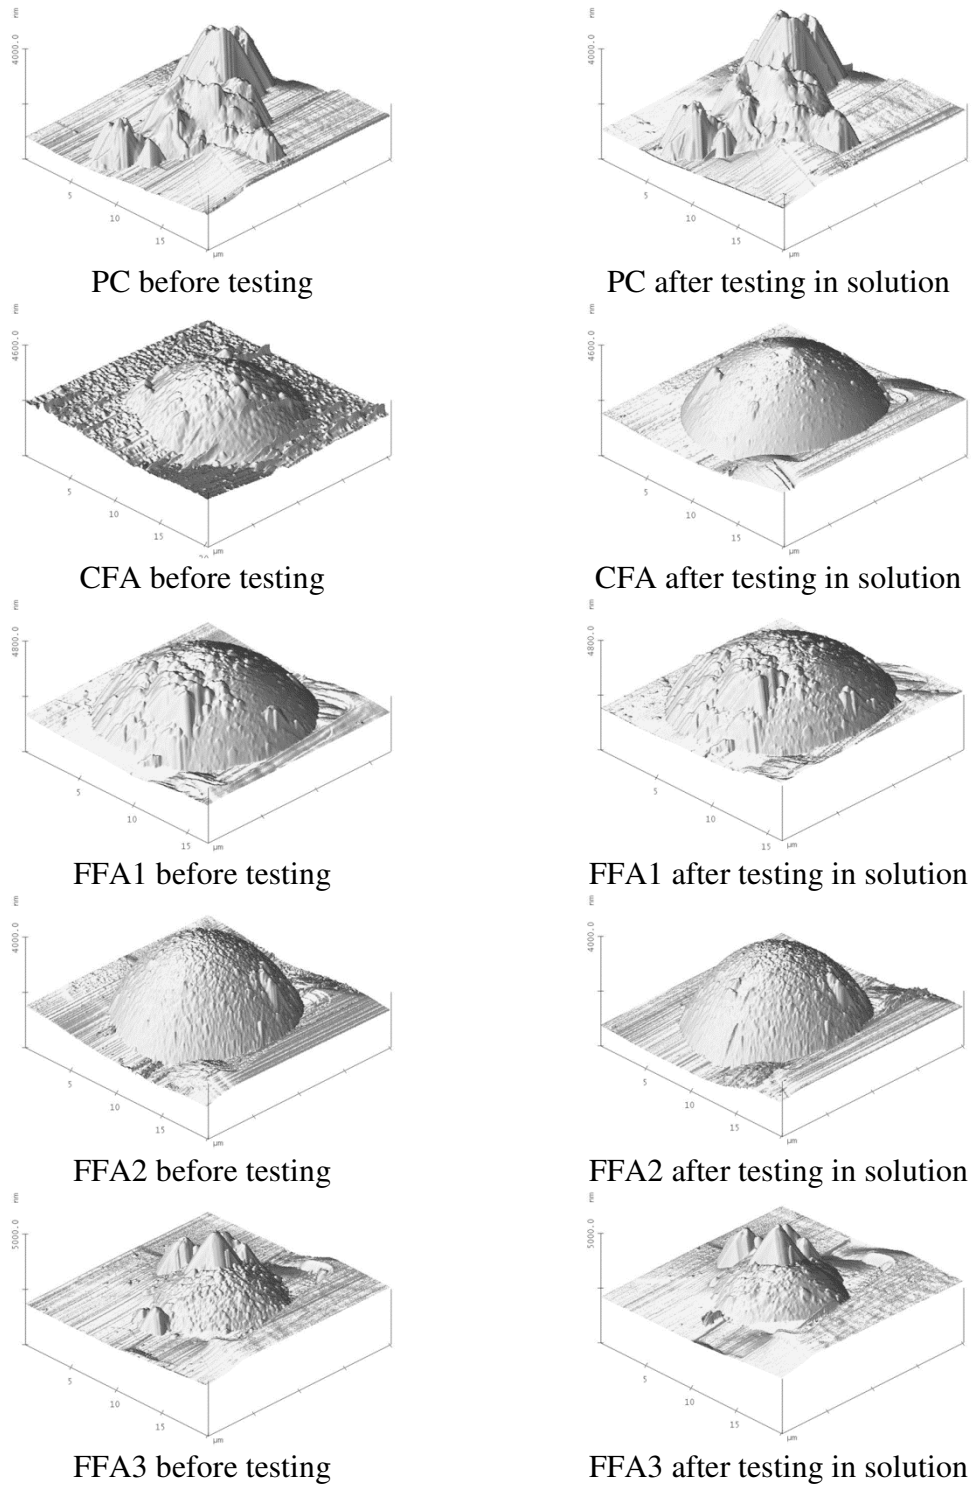 nm nm
4000.0 4000.0
5 5
10 10
15 15
µm µm
PC before testing PC after testing in solution
nm nm
4600.0 4600.0
5 5
10 10
15 15
µm µm
CFA before testing CFA after testing in solution
nm nm
4800.0 4800.0
5 5
10 10
15 µm 15 µm
FFA1 before testing FFA1 after testing in solution
nm nm
4000.0 4000.0
5 5
10 10
15 15
µm µm
FFA2 before testing FFA2 after testing in solution
nm nm
5000.0 5000.0
5 5
10 10
15 15
µm µm
FFA3 before testing FFA3 after testing in solution